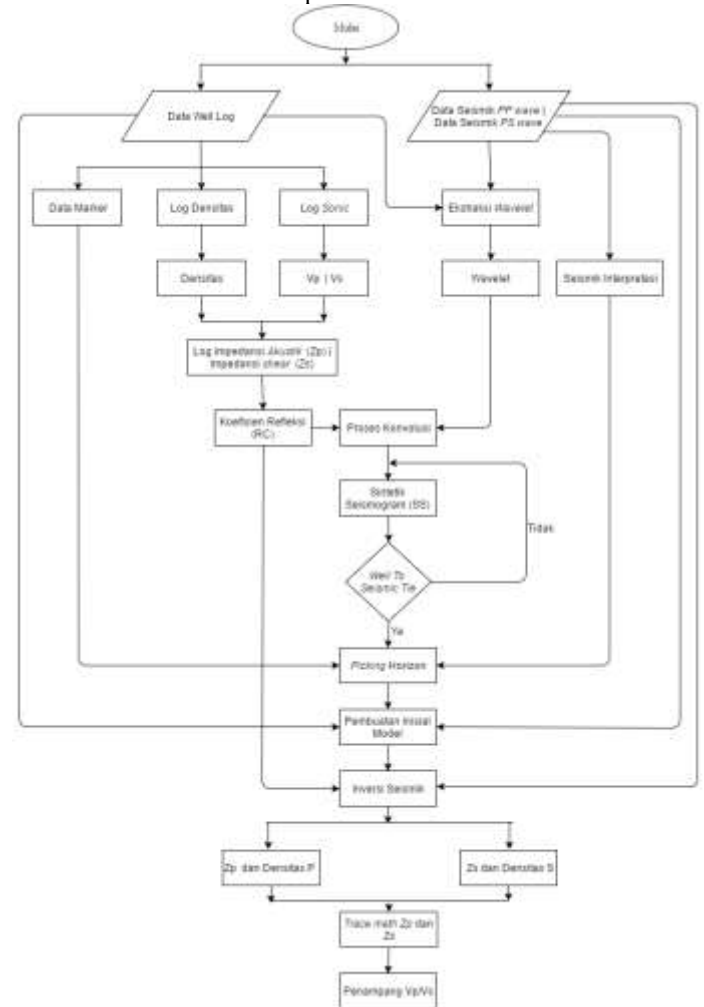 Mulai
Data Well Log
Data Seismik PP wave |
Data Seismik PS wave
Data Marker
Log Densitas
Log Sonic
Ekstraksi Wavelet
Densitas
Vp | Vs
Wavelet
Seismik Interpretasi
Log Impedansi Akustik (Zp) |
Impedansi shear (Zs)
Koefisien Refleksi
(RC)
Proses Konvolusi
Sintetik
Seismogram (SS)
Tidak
Well To
Seismic Tie
Ya
Picking Horizon
Pembuatan Inisial
Model
Inversi Seismik
Zp dan Densitas P
Zs dan Densitas S
Trace math Zp dan
Zs
Penampang Vp/Vs